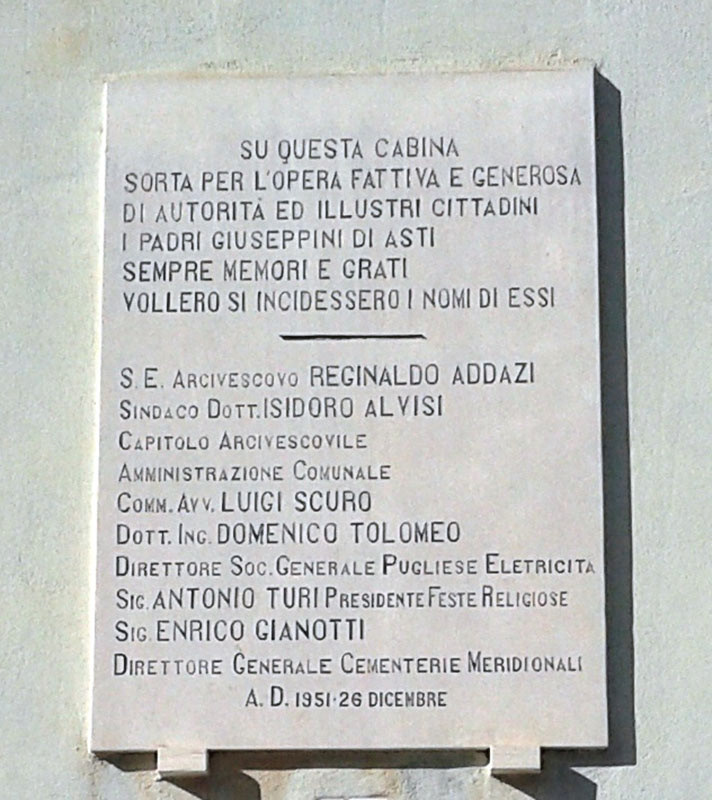 SU QUESTA CABINA
SORTA PER L'OPERA FATTIVA E GENEROSA
DI AUTORITÀ ED ILLUSTRI CITTADINI
I PADRI GIUSEPPINI DI ASTI
SEMPRE MEMORI E GRATI
VOLLERO SI INCIDESSERO I NOMI DI ESSI
S. E. ARCIVESCOVO REGINALDO ADDAZI
SINDACO DOTT. ISIDORO ALVISI
CAPITOLO ARCIVESCOVILE
AMMINISTRAZIONE COMUNALE
COMM. AVV. LUIGI SCURO
DOTT. ING. DOMENICO TOLOMEO
DIRETTORE SOC. GENERALE PUGLIESE ELETRICITA
SIG. ANTONIO TURI PRESIDENTE FESTE RELIGIOSE
SIG. ENRICO GIANOTTI
DIRETTORE GENERALE CEMENTERIE MERIDIONALI
A. D. 1951·26 DICEMBRE